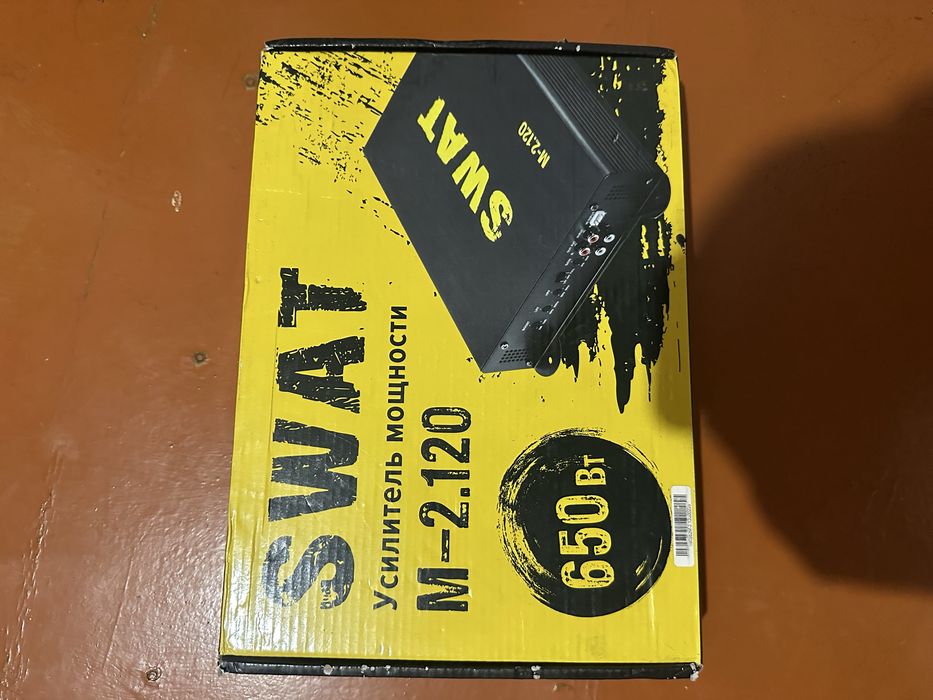 SWAT
Усилитель мощности
M-2.120
650 Вт
SWAT
M-2.120